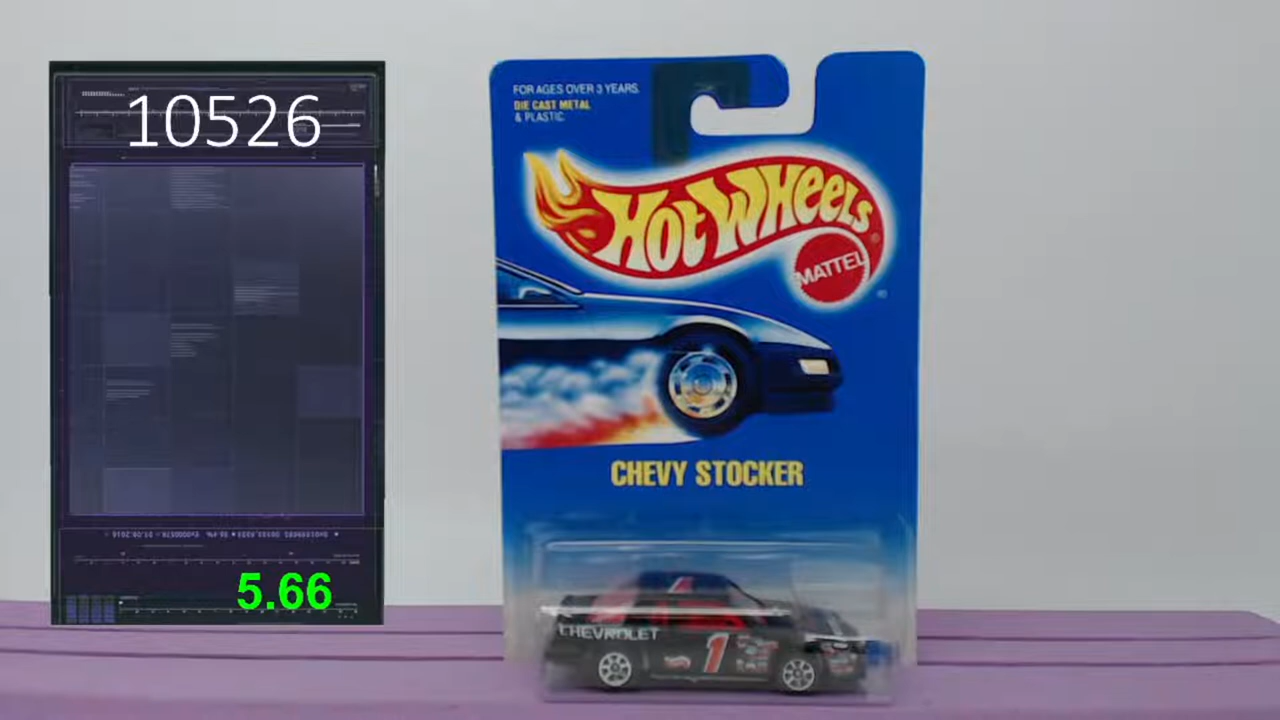 10526
5.66
FOR AGES OVER 3 YEARS.
DIE CAST METAL
& PLASTIC
HOT WHEELS
®
MATTEL
®
CHEVY STOCKER
CHEVROLET
1